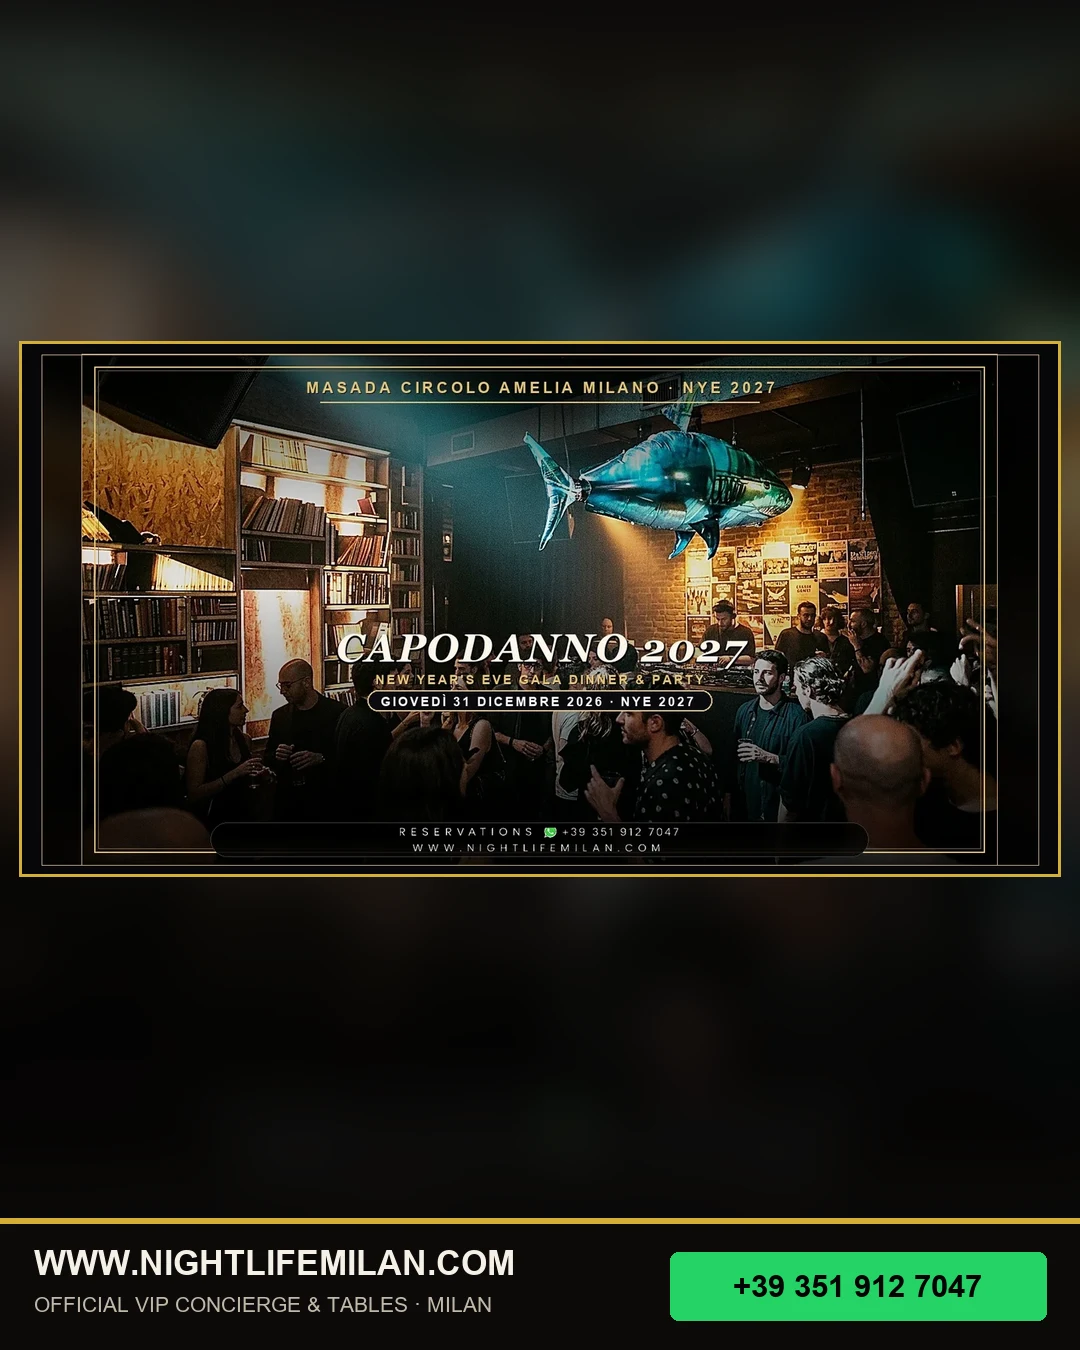 MASADA CIRCOLO AMELIA MILANO · NYE 2027
CAPODANNO 2027
NEW YEAR'S EVE GALA DINNER & PARTY
GIOVEDÌ 31 DICEMBRE 2026 · NYE 2027
RESERVATIONS +39 351 912 7047
WWW.NIGHTLIFEMILAN.COM
WWW.NIGHTLIFEMILAN.COM
OFFICIAL VIP CONCIERGE & TABLES · MILAN
+39 351 912 7047